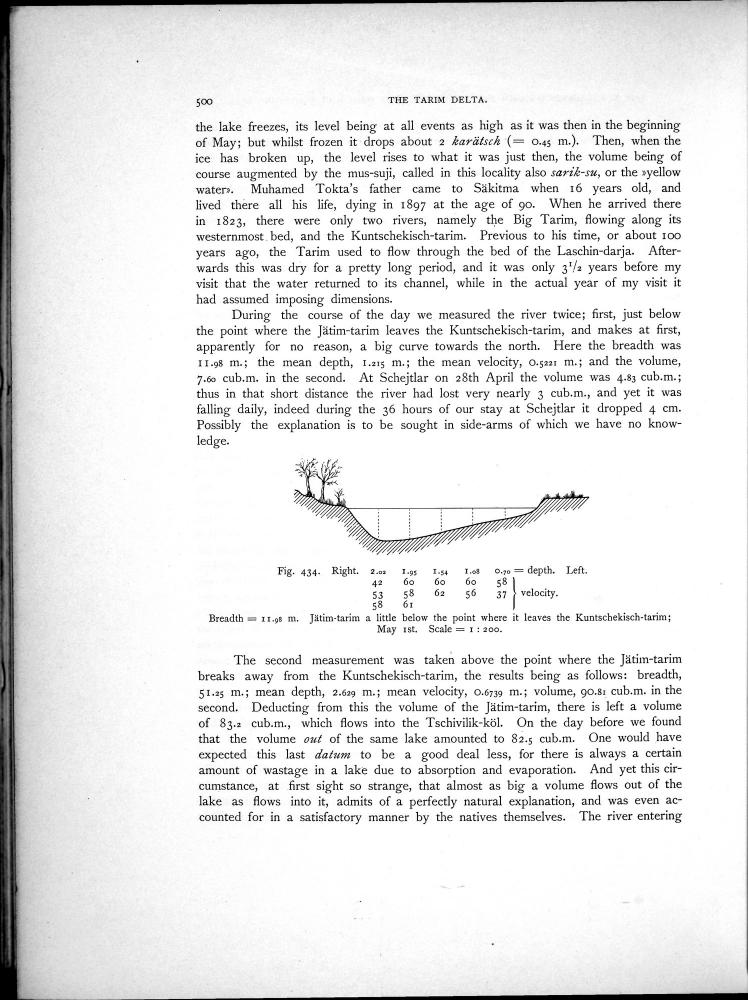 500 THE TARIM DELTA.
the lake freezes, its level being at all events as high as it was then in the beginning
of May; but whilst frozen it drops about 2 karätsch (= 0.45 m.). Then, when the
ice has broken up, the level rises to what it was just then, the volume being of
course augmented by the mus-suji, called in this locality also sarik-su, or the »yellow
water». Muhamed Tokta's father came to Säkitma when 16 years old, and
lived there all his life, dying in 1897 at the age of 90. When he arrived there
in 1823, there were only two rivers, namely the Big Tarim, flowing along its
westernmost bed, and the Kuntschekisch-tarim. Previous to his time, or about 100
years ago, the Tarim used to flow through the bed of the Laschin-darja. After-
wards this was dry for a pretty long period, and it was only 3¹/₂ years before my
visit that the water returned to its channel, while in the actual year of my visit it
had assumed imposing dimensions.
During the course of the day we measured the river twice; first, just below
the point where the Jätim-tarim leaves the Kuntschekisch-tarim, and makes at first,
apparently for no reason, a big curve towards the north. Here the breadth was
11.98 m.; the mean depth, 1.215 m.; the mean velocity, 0.5221 m.; and the volume,
7.60 cub.m. in the second. At Schejtlar on 28th April the volume was 4.83 cub.m.;
thus in that short distance the river had lost very nearly 3 cub.m., and yet it was
falling daily, indeed during the 36 hours of our stay at Schejtlar it dropped 4 cm.
Possibly the explanation is to be sought in side-arms of which we have no know-
ledge.
Fig. 434. Right. 2.02 1.95 1.54 1.08 0.70 = depth. Left.
42 60 60 60 58
53 58 62 56 37 velocity.
58 61
Breadth = 11.98 m. Jätim-tarim a little below the point where it leaves the Kuntschekisch-tarim;
May 1st. Scale = 1 : 200.
The second measurement was taken above the point where the Jätim-tarim
breaks away from the Kuntschekisch-tarim, the results being as follows: breadth,
51.25 m.; mean depth, 2.629 m.; mean velocity, 0.6739 m.; volume, 90.81 cub.m. in the
second. Deducting from this the volume of the Jätim-tarim, there is left a volume
of 83.2 cub.m., which flows into the Tschivilik-köl. On the day before we found
that the volume out of the same lake amounted to 82.5 cub.m. One would have
expected this last datum to be a good deal less, for there is always a certain
amount of wastage in a lake due to absorption and evaporation. And yet this cir-
cumstance, at first sight so strange, that almost as big a volume flows out of the
lake as flows into it, admits of a perfectly natural explanation, and was even ac-
counted for in a satisfactory manner by the natives themselves. The river entering